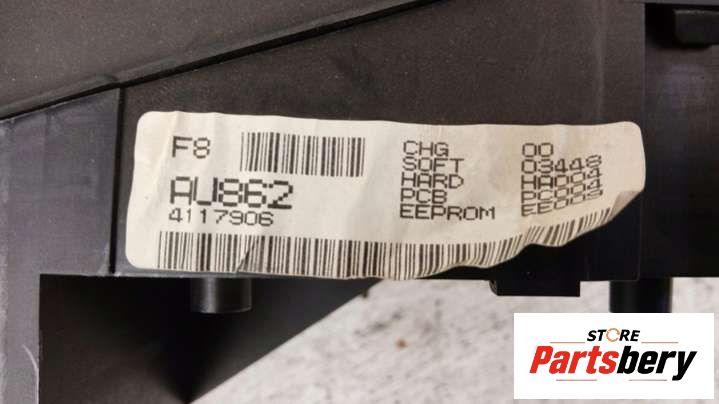 F8
AU862
4117906
CHG 00
SOFT 03448
HARD HA004
PCB PC004
EEPROM EE003
STORE
Partsbery